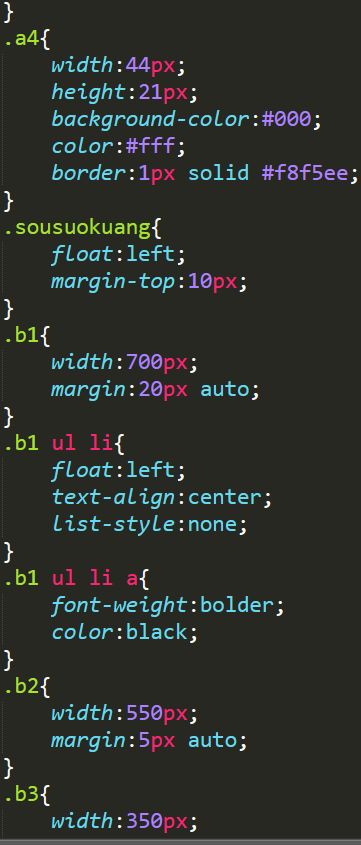 }
.a4{
    width:44px;
    height:21px;
    background-color:#000;
    color:#fff;
    border:1px solid #f8f5ee;
}
.sousuokuang{
    float:left;
    margin-top:10px;
}
.b1{
    width:700px;
    margin:20px auto;
}
.b1 ul li{
    float:left;
    text-align:center;
    list-style:none;
}
.b1 ul li a{
    font-weight:bolder;
    color:black;
}
.b2{
    width:550px;
    margin:5px auto;
}
.b3{
    width:350px;